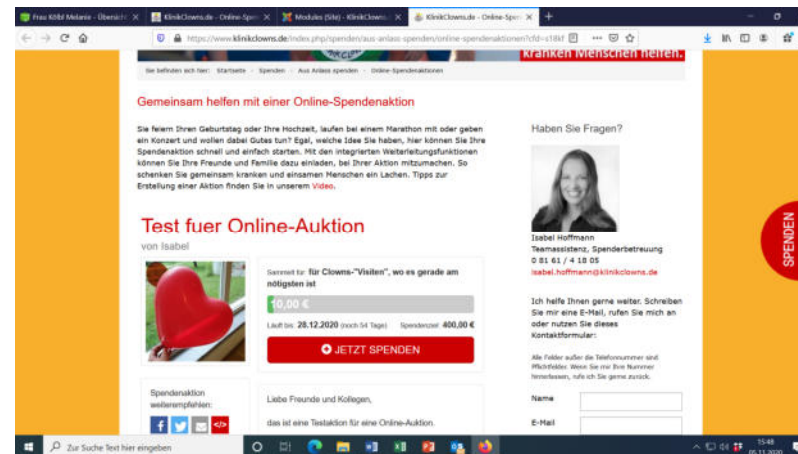 Frau Köbl Melanie - Übersicht
KlinikClowns.de - Online-Spen
Modules (Site) - KlinikClowns.
KlinikClowns.de - Online-Spen
https://www.klinikclowns.de/index.php/spenden/aus-anlass-spenden/online-spendenaktionen?cfd=
kranken Menschen helfen.
Sie befinden sich hier: Startseite - Spenden - Aus Anlass spenden - Online-Spendenaktionen
Gemeinsam helfen mit einer Online-Spendenaktion
Sie feiern Ihren Geburtstag oder Ihre Hochzeit, laufen bei einem Marathon mit oder geben
ein Konzert und wollen dabei Gutes tun? Egal, welche Idee Sie haben, hier können Sie Ihre
Spendenaktion schnell und einfach starten. Mit den integrierten Weiterleitungsfunktionen
können Sie Ihre Freunde und Familie dazu einladen, bei Ihrer Aktion mitzumachen. So
schenken Sie gemeinsam kranken und einsamen Menschen ein Lachen. Tipps zur
Erstellung einer Aktion finden Sie in unserem Video.
Test fuer Online-Auktion
von Isabel
Sammelt für für Clowns-"Visiten", wo es gerade am
nötigsten ist
10,00 €
Läuft bis: 28.12.2020 (noch 54 Tage) Spendenziel 400,00 €
JETZT SPENDEN
Spendenaktion
weiterempfehlen:
Liebe Freunde und Kollegen,
das ist eine Testaktion für eine Online-Auktion.
Haben Sie Fragen?
Isabel Hoffmann
Teamassistenz, Spenderbetreuung
0 81 61 / 4 18 05
isabel.hoffmann@klinikclowns.de
Ich helfe Ihnen gerne weiter. Schreiben
Sie mir eine E-Mail, rufen Sie mich an
oder nutzen Sie dieses
Kontaktformular:
Alle Felder außer die Telefonnummer sind
Pflichtfelder. Wenn Sie mir Ihre Nummer
hinterlassen, rufe ich Sie gerne zurück.
Name
E-Mail
SPENDEN
Zur Suche Text hier eingeben
15:48
05.11.2020